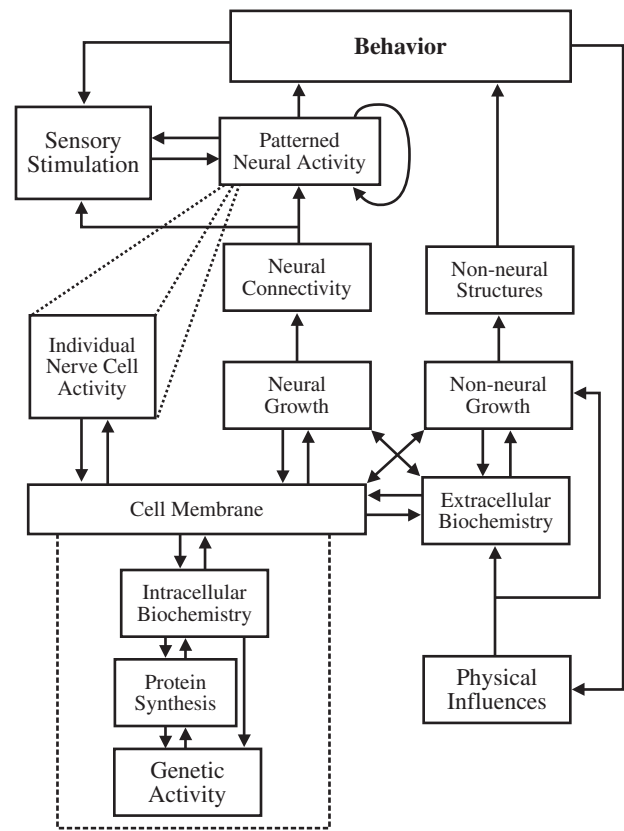 Behavior
Sensory
Stimulation
Patterned
Neural Activity
Neural
Connectivity
Non-neural
Structures
Individual
Nerve Cell
Activity
Neural
Growth
Non-neural
Growth
Cell Membrane
Extracellular
Biochemistry
Intracellular
Biochemistry
Protein
Synthesis
Physical
Influences
Genetic
Activity